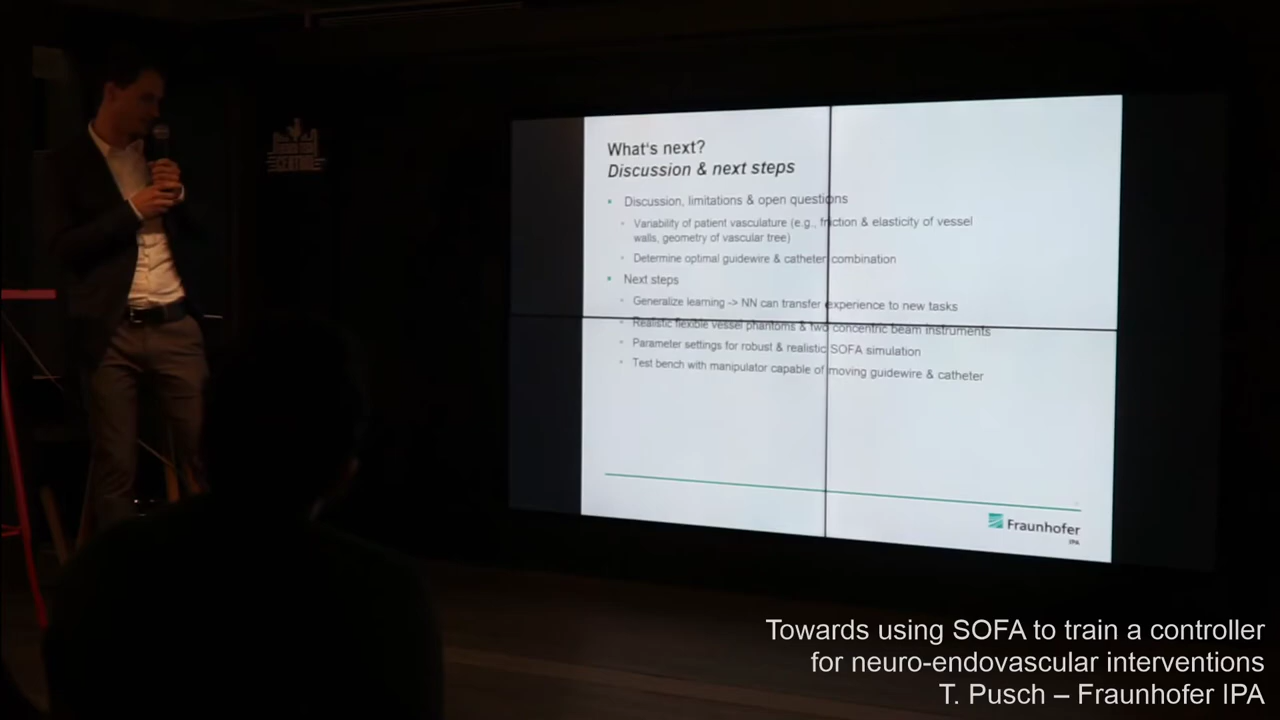 What's next?
Discussion & next steps
Discussion, limitations & open questions
Variability of patient vasculature (e.g., friction & elasticity of vessel
walls, geometry of vascular tree)
Determine optimal guidewire & catheter combination
Next steps
Generalize learning -> NN can transfer experience to new tasks
Realistic flexible vessel phantoms & two concentric beam instruments
Parameter settings for robust & realistic SOFA simulation
Test bench with manipulator capable of moving guidewire & catheter
Fraunhofer
IPA
Towards using SOFA to train a controller
for neuro-endovascular interventions
T. Pusch – Fraunhofer IPA